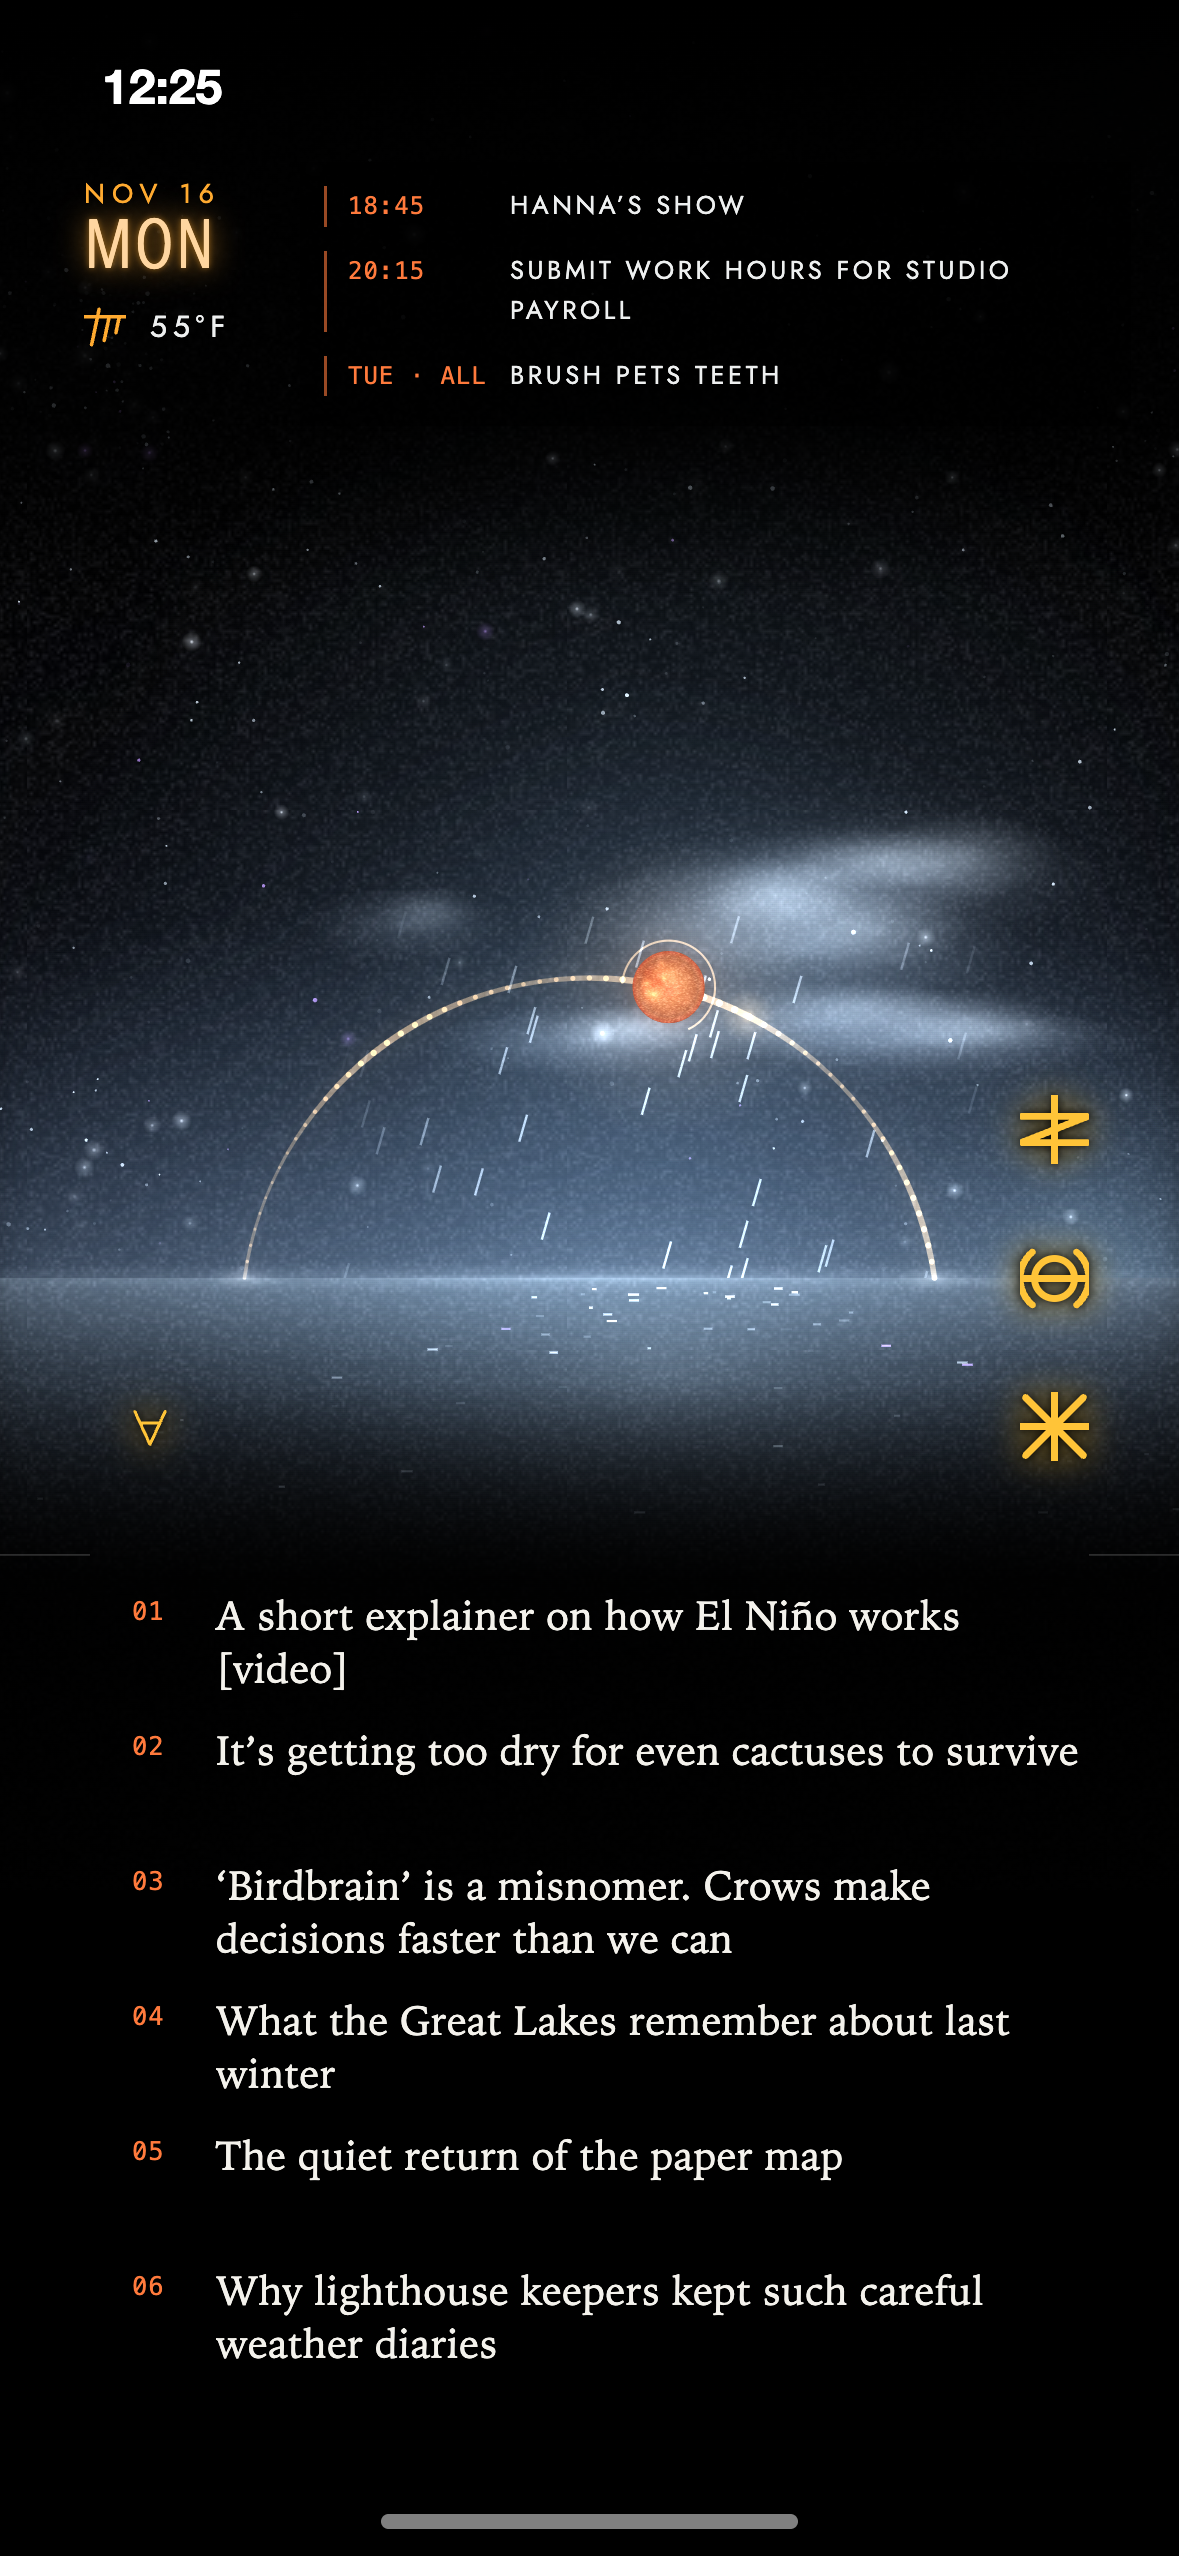 12:25
NOV 16
MON
55°F
18:45 HANNA’S SHOW
20:15 SUBMIT WORK HOURS FOR STUDIO
PAYROLL
TUE · ALL BRUSH PETS TEETH
01 A short explainer on how El Niño works
[video]
02 It’s getting too dry for even cactuses to survive
03 ‘Birdbrain’ is a misnomer. Crows make
decisions faster than we can
04 What the Great Lakes remember about last
winter
05 The quiet return of the paper map
06 Why lighthouse keepers kept such careful
weather diaries